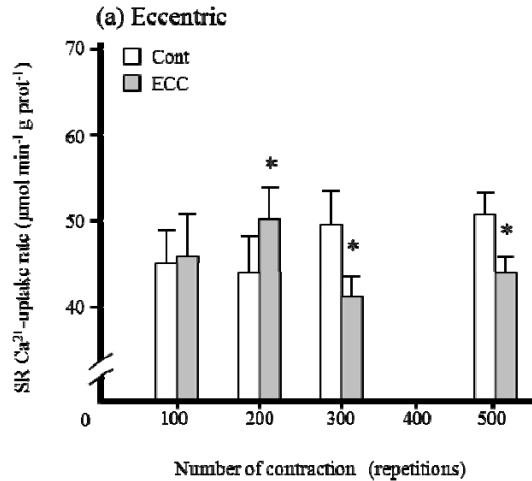 (a) Eccentric
70
Cont
ECC
60
*
50
*
*
40
SR Ca²⁺-uptake rate (μmol min⁻¹ g prot⁻¹)
0
100 200 300 400 500
Number of contraction (repetitions)